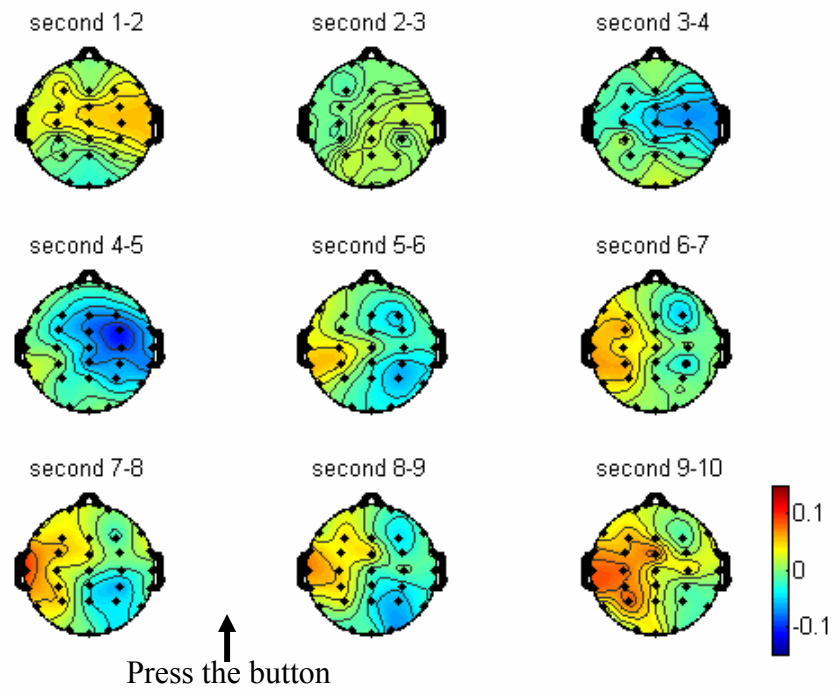 second 1-2
second 2-3
second 3-4
second 4-5
second 5-6
second 6-7
second 7-8
second 8-9
second 9-10
0.1
0
-0.1
Press the button